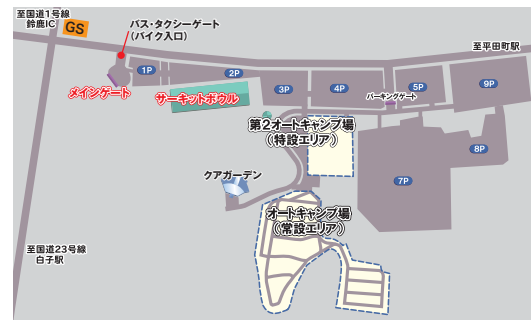 至国道1号線
鈴鹿IC
GS
バス・タクシーゲート
(バイク入口)
至平田町駅
1P
2P
3P
4P
5P
9P
メインゲート
サーキットボウル
パーキングゲート
第2オートキャンプ場
(特設エリア)
8P
7P
クアガーデン
オートキャンプ場
(常設エリア)
至国道23号線
白子駅